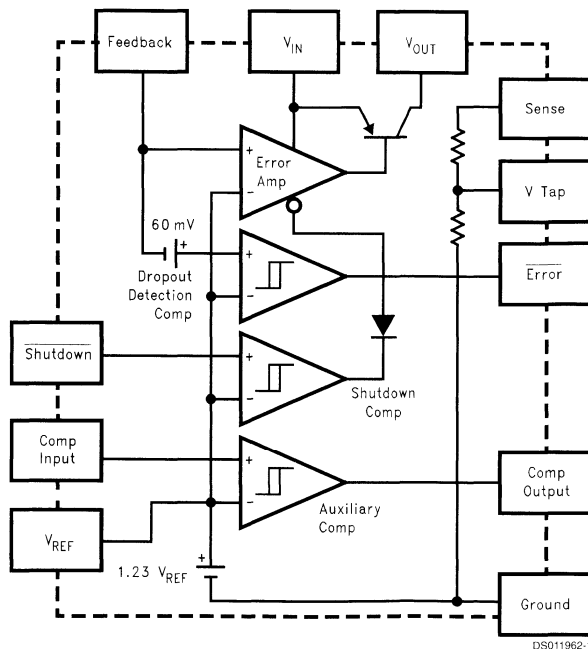 Feedback
V_IN
V_OUT
Sense
+
Error
Amp
−
V Tap
60 mV
+
Dropout
Detection
Comp
+
−
Error
Shutdown
+
−
Shutdown
Comp
Comp
Input
+
−
Auxiliary
Comp
Comp
Output
V_REF
+
1.23 V_REF
Ground